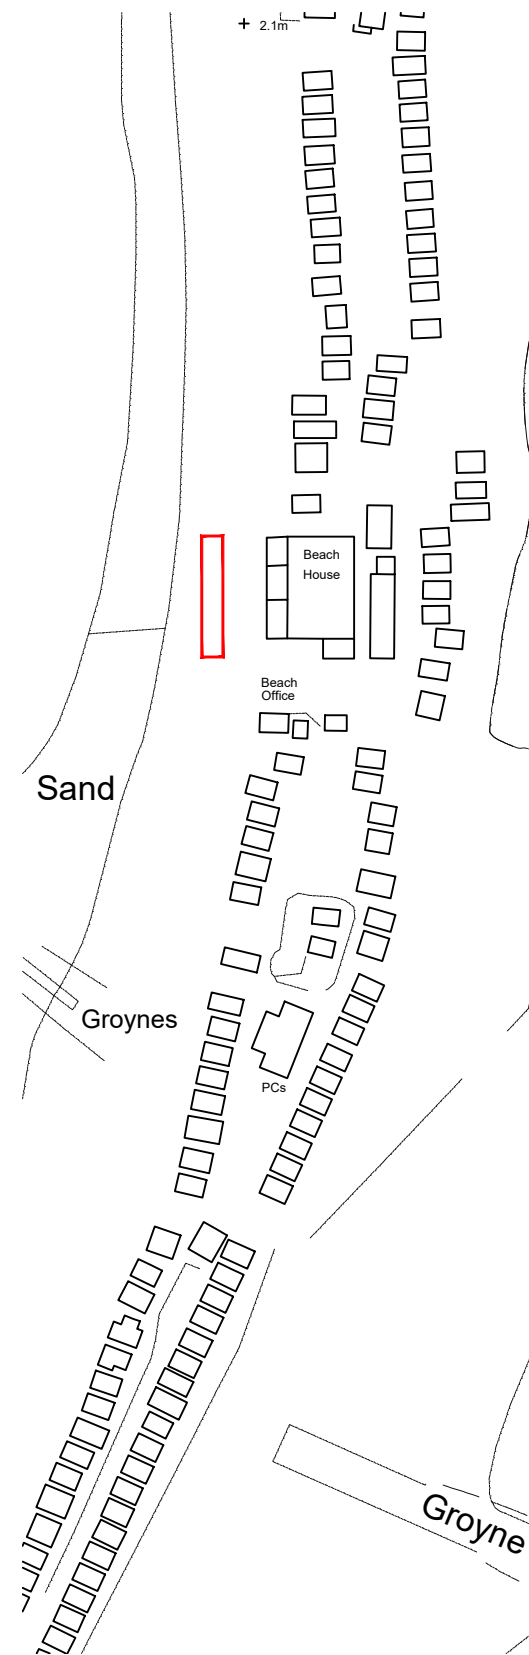 + 2.1m
Beach
House
Beach
Office
Sand
Groynes
PCs
Groyne